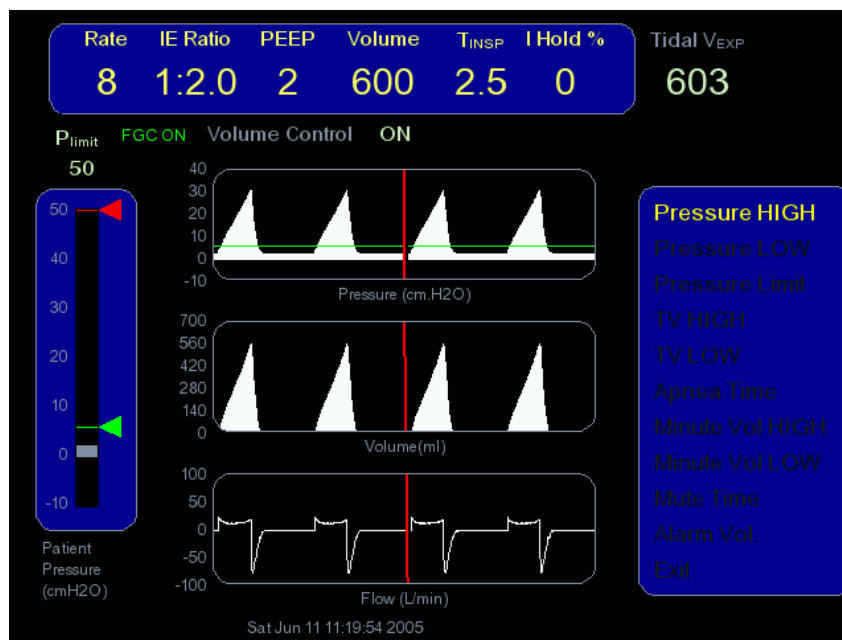 Rate IE Ratio PEEP Volume TINSP I Hold % Tidal VEXP
8 1:2.0 2 600 2.5 0 603
Plimit FGC ON Volume Control ON
50
50
40
30
20
10
0
-10
Patient
Pressure
(cmH2O)
40
30
20
10
0
-10
Pressure (cm.H2O)
700
560
420
280
140
0
Volume(ml)
100
50
0
-50
-100
Flow (L/min)
Sat Jun 11 11:19:54 2005
Pressure HIGH
Pressure LOW
Pressure Limit
TV HIGH
TV LOW
Apnea Time
Minute Vol HIGH
Minute Vol LOW
Mute Time
Alarm Vol
Exit